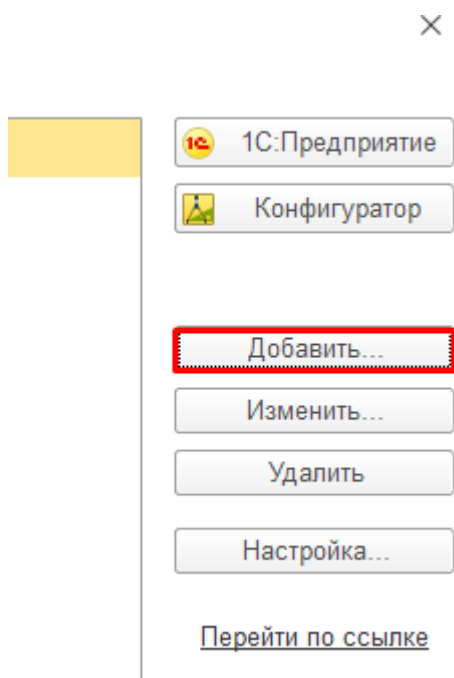 1С:Предприятие
Конфигуратор
Добавить...
Изменить...
Удалить
Настройка...
Перейти по ссылке